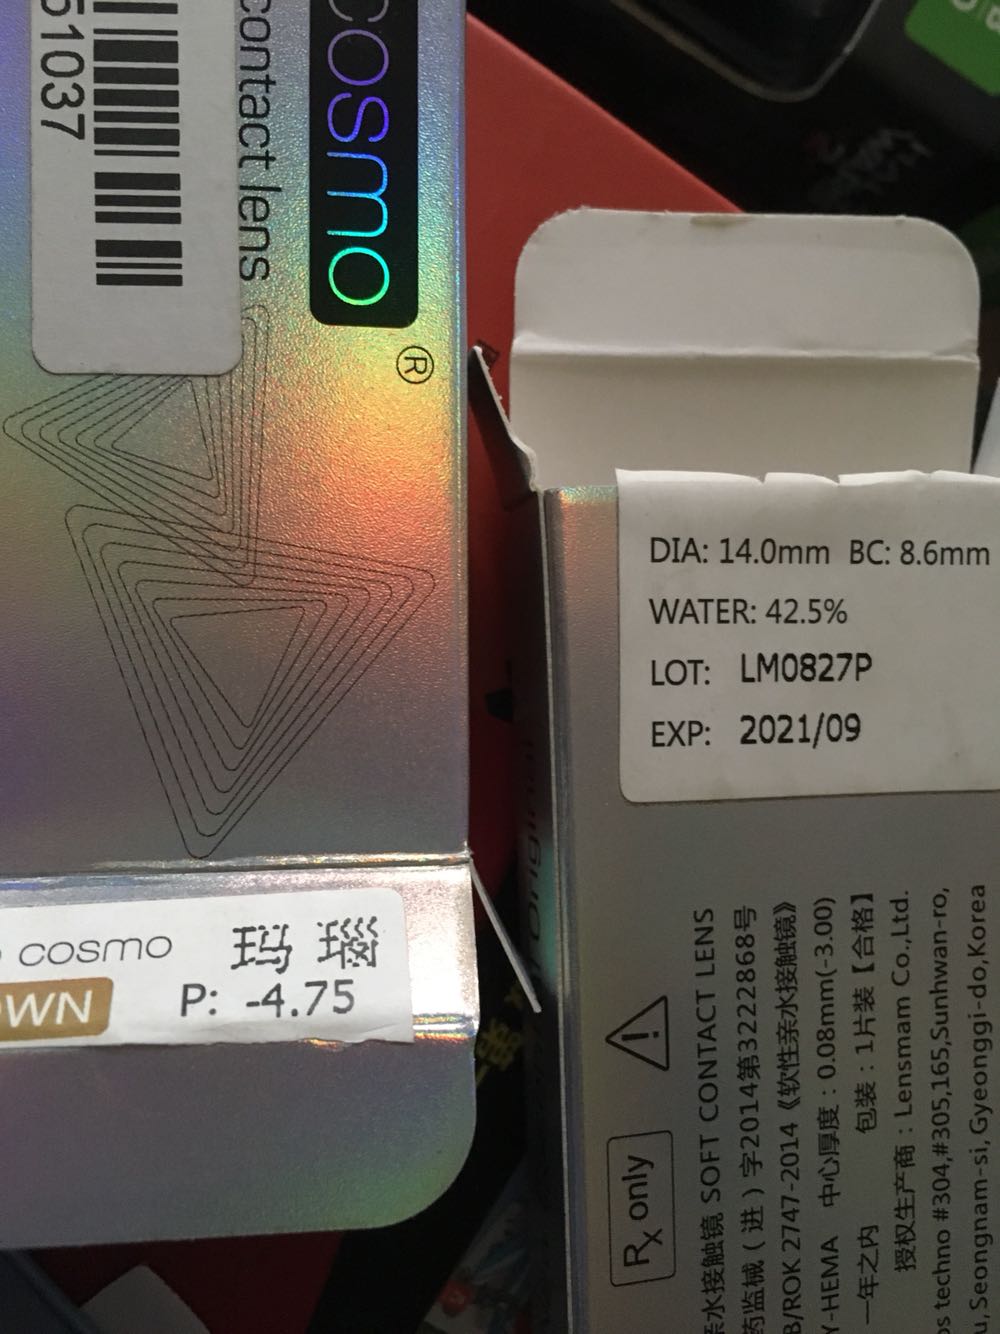 51037
contact lens
cosmo
®
cosmo 玛瑙
OWN P: -4.75
DIA: 14.0mm BC: 8.6mm
WATER: 42.5%
LOT: LM0827P
EXP: 2021/09
Rx only
亲水接触镜 SOFT CONTACT LENS
药监械（进）字2014第3222868号
B/ROK 2747-2014《软性亲水接触镜》
Y-HEMA 中心厚度：0.08mm(-3.00)
一年之内 包装：1片装【合格】
授权生产商：Lensmam Co.,Ltd.
os techno #304,#305,165,Sunhwan-ro,
u,Seongnam-si,Gyeonggi-do,Korea